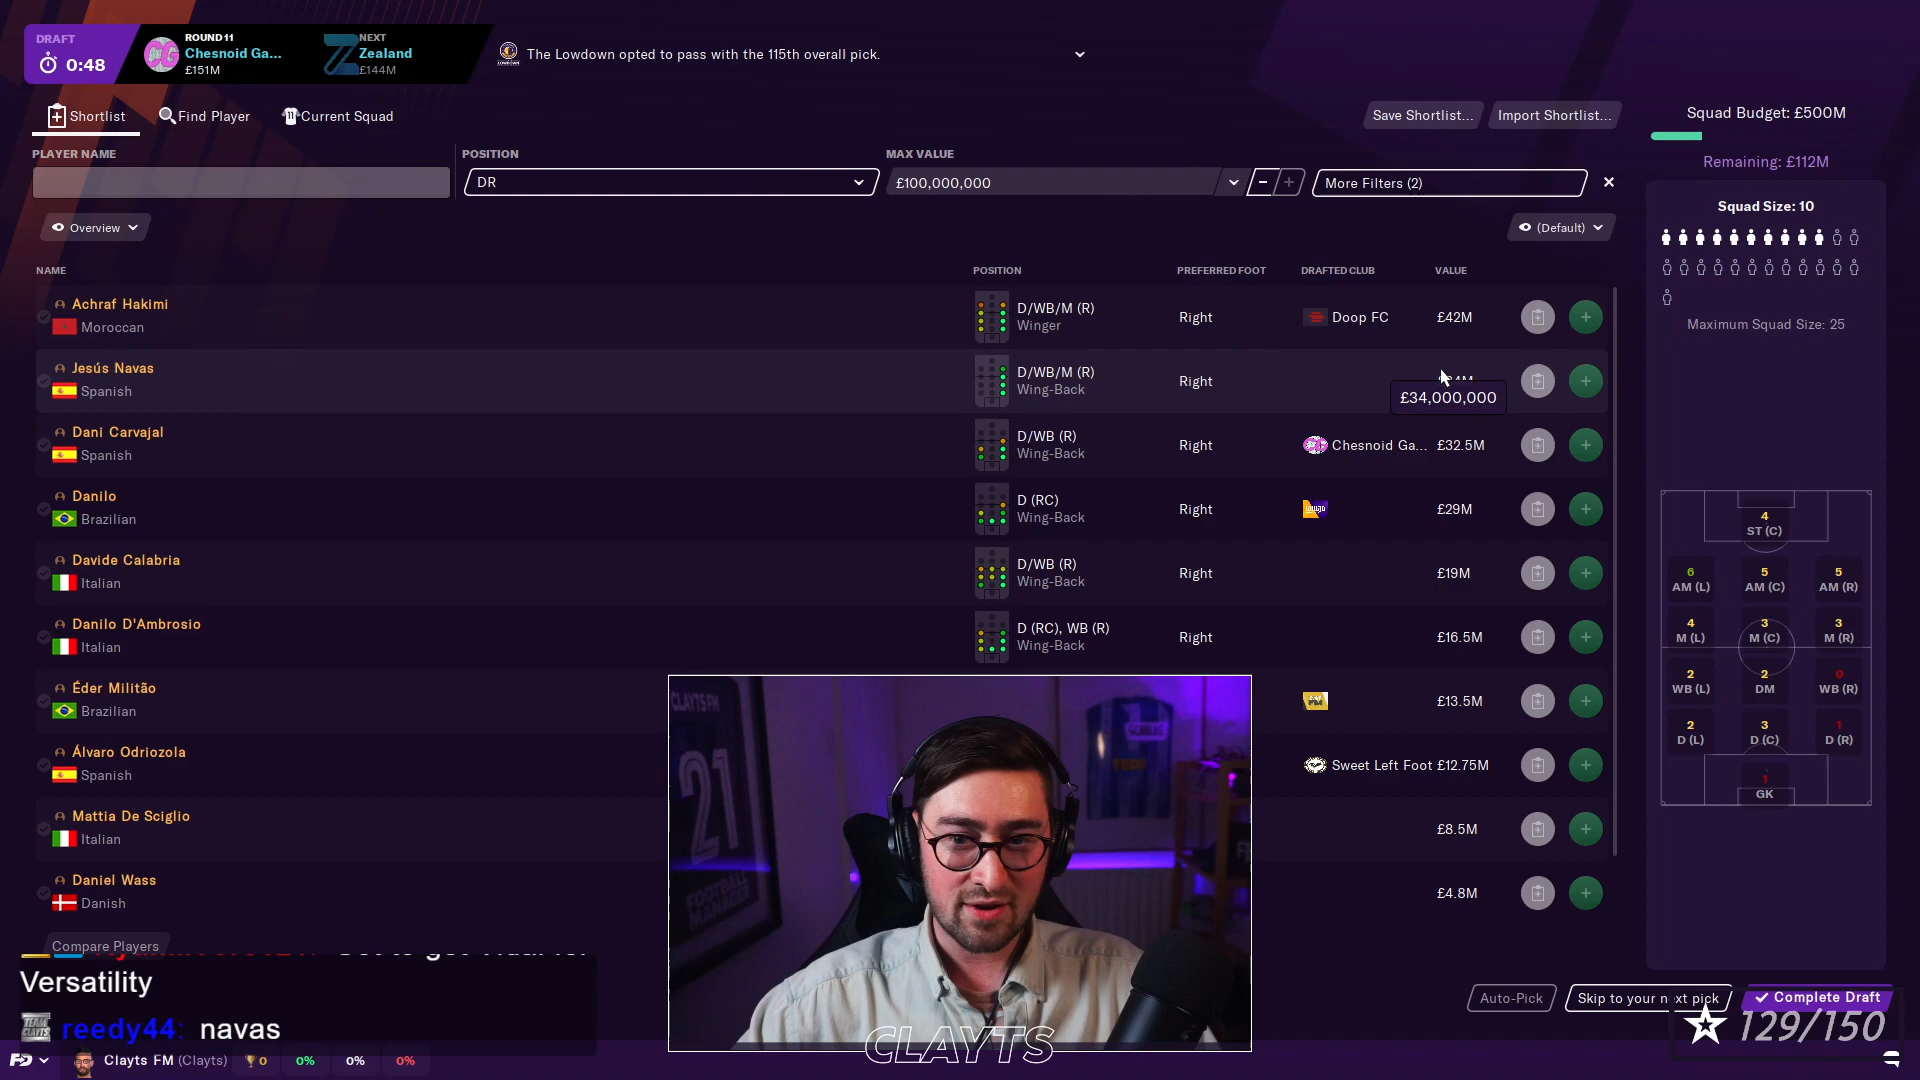 DRAFT
0:48
ROUND 11
Chesnoid Ga...
£151M
NEXT
Zealand
£144M
The Lowdown opted to pass with the 115th overall pick.
Shortlist
Find Player
Current Squad
Save Shortlist...
Import Shortlist...
Squad Budget: £500M
Remaining: £112M
PLAYER NAME
POSITION
MAX VALUE
DR
£100,000,000
More Filters (2)
Overview
(Default)
Squad Size: 10
Maximum Squad Size: 25
NAME
POSITION
PREFERRED FOOT
DRAFTED CLUB
VALUE
Achraf Hakimi
Moroccan
D/WB/M (R)
Winger
Right
Doop FC
£42M
Jesús Navas
Spanish
D/WB/M (R)
Wing-Back
Right
£34,000,000
Dani Carvajal
Spanish
D/WB (R)
Wing-Back
Right
Chesnoid Ga...
£32.5M
Danilo
Brazilian
D (RC)
Wing-Back
Right
£29M
Davide Calabria
Italian
D/WB (R)
Wing-Back
Right
£19M
Danilo D'Ambrosio
Italian
D (RC), WB (R)
Wing-Back
Right
£16.5M
Éder Militão
Brazilian
£13.5M
Álvaro Odriozola
Spanish
Sweet Left Foot
£12.75M
Mattia De Sciglio
Italian
£8.5M
Daniel Wass
Danish
£4.8M
4
ST (C)
6
AM (L)
5
AM (C)
5
AM (R)
4
M (L)
3
M (C)
3
M (R)
2
WB (L)
2
DM
0
WB (R)
2
D (L)
3
D (C)
1
D (R)
1
GK
Compare Players
Versatility
reedy44: navas
CLAYTS FM
21
FOOTBALL
MANAGER
CLAYTS
Auto-Pick
Skip to your next pick
Complete Draft
129/150
Clayts FM (Clayts)
0
0%
0%
0%